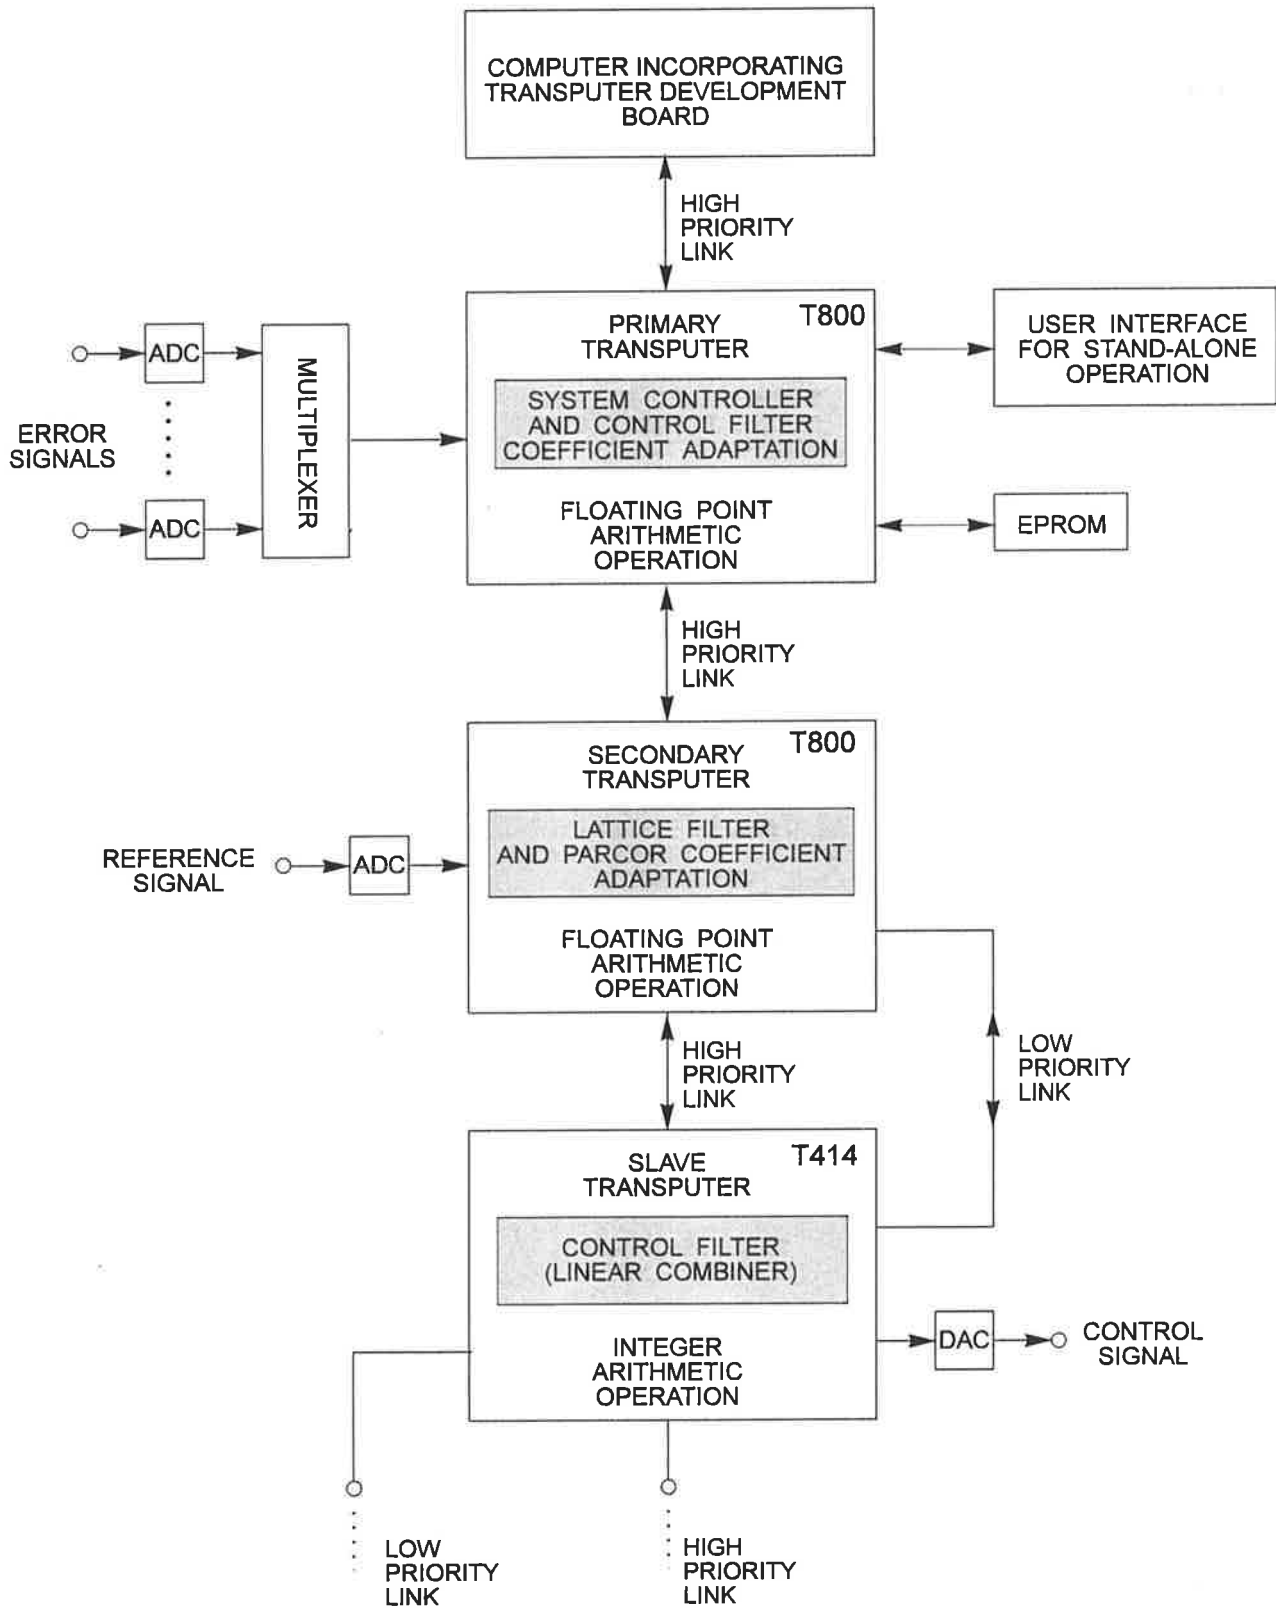 COMPUTER INCORPORATING
TRANSPUTER DEVELOPMENT
BOARD
HIGH
PRIORITY
LINK
T800
PRIMARY
TRANSPUTER
SYSTEM CONTROLLER
AND CONTROL FILTER
COEFFICIENT ADAPTATION
FLOATING POINT
ARITHMETIC
OPERATION
USER INTERFACE
FOR STAND-ALONE
OPERATION
EPROM
ERROR
SIGNALS
ADC
ADC
MULTIPLEXER
HIGH
PRIORITY
LINK
T800
SECONDARY
TRANSPUTER
LATTICE FILTER
AND PARCOR COEFFICIENT
ADAPTATION
FLOATING POINT
ARITHMETIC
OPERATION
REFERENCE
SIGNAL
ADC
HIGH
PRIORITY
LINK
LOW
PRIORITY
LINK
T414
SLAVE
TRANSPUTER
CONTROL FILTER
(LINEAR COMBINER)
INTEGER
ARITHMETIC
OPERATION
DAC
CONTROL
SIGNAL
LOW
PRIORITY
LINK
HIGH
PRIORITY
LINK